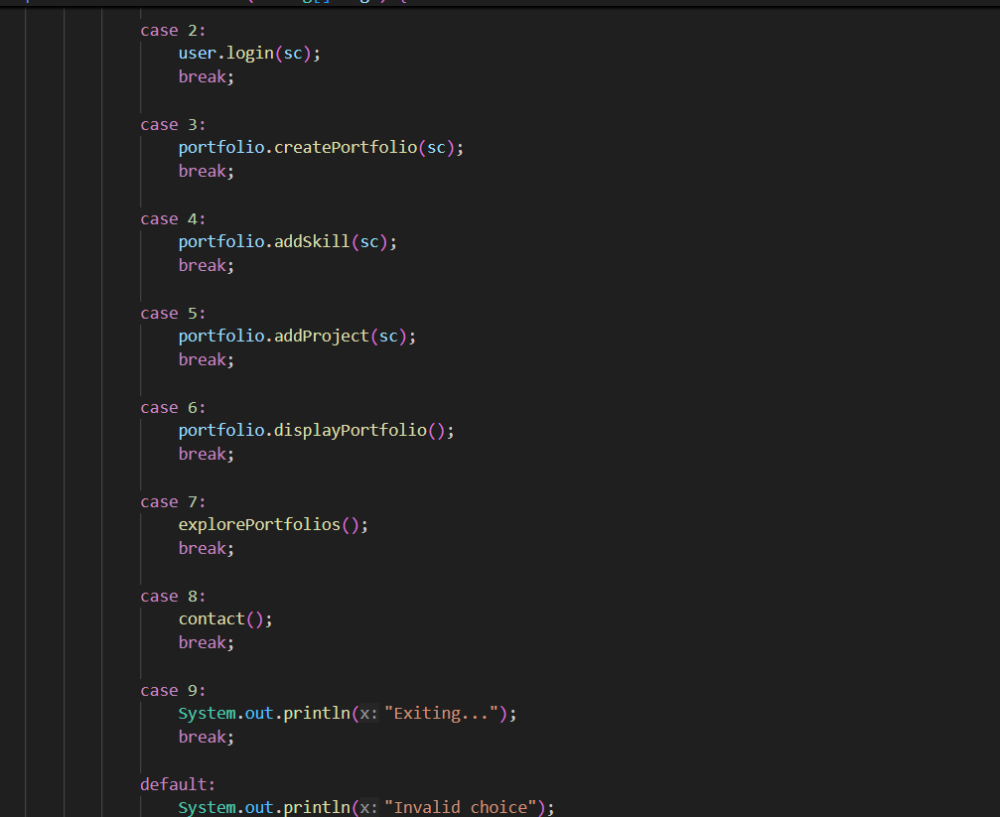 case 2:
user.login(sc);
break;
case 3:
portfolio.createPortfolio(sc);
break;
case 4:
portfolio.addSkill(sc);
break;
case 5:
portfolio.addProject(sc);
break;
case 6:
portfolio.displayPortfolio();
break;
case 7:
explorePortfolios();
break;
case 8:
contact();
break;
case 9:
System.out.println(x: "Exiting...");
break;
default:
System.out.println(x: "Invalid choice");